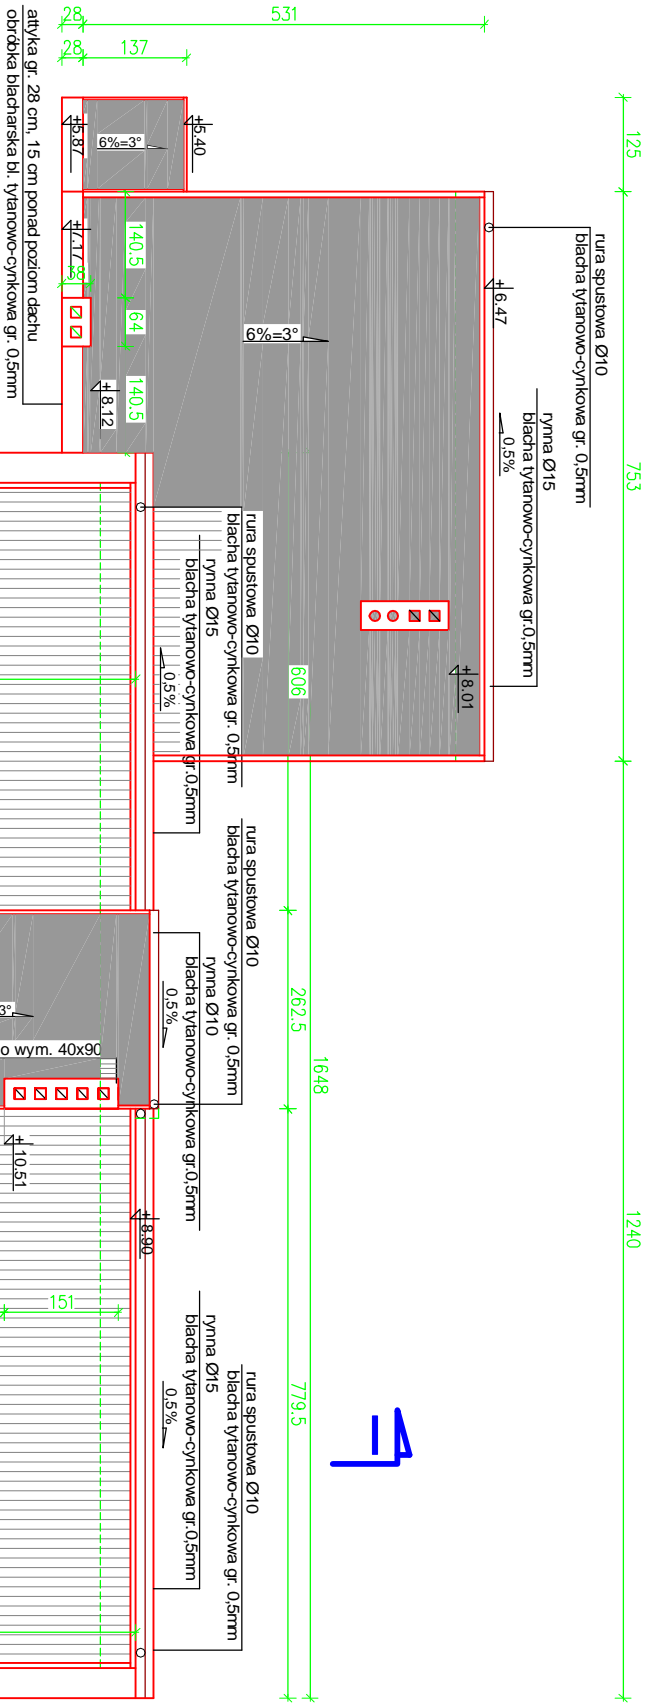 28
531
28
137
125
753
1240
attyka gr. 28 cm, 15 cm ponad poziom dachu
obróbka blacharska bl. tytanowo-cynkowa gr. 0,5mm
+5.87
6%=3°
+5.40
+7.17
38
140.5
64
140.5
+8.12
6%=3°
+6.47
rura spustowa Ø10
blacha tytanowo-cynkowa gr. 0,5mm
rynna Ø15
blacha tytanowo-cynkowa gr.0,5mm
0,5%
+8.01
rura spustowa Ø10
blacha tytanowo-cynkowa gr. 0,5mm
rynna Ø15
blacha tytanowo-cynkowa gr.0,5mm
0,5%
606
rura spustowa Ø10
blacha tytanowo-cynkowa gr. 0,5mm
rynna Ø10
blacha tytanowo-cynkowa gr.0,5mm
0,5%
262.5
1648
3°
o wym. 40x90
+10.51
+8.90
151
rura spustowa Ø10
blacha tytanowo-cynkowa gr. 0,5mm
rynna Ø15
blacha tytanowo-cynkowa gr.0,5mm
0,5%
779.5
I